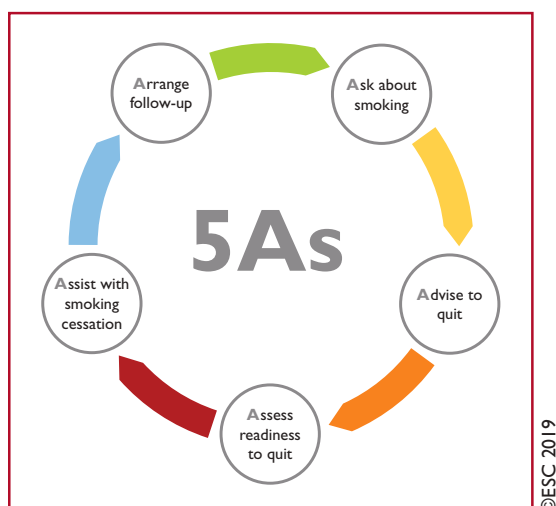 Arrange
follow-up
Ask about
smoking
5As
Assist with
smoking
cessation
Advise to
quit
Assess
readiness
to quit
©ESC 2019